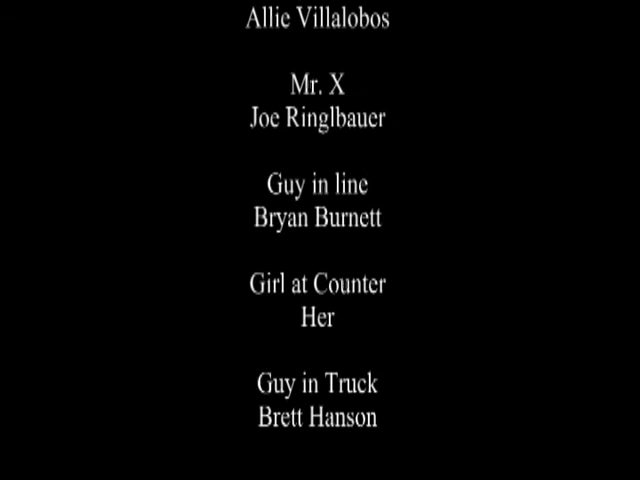 Allie Villalobos
Mr. X
Joe Ringlbauer
Guy in line
Bryan Burnett
Girl at Counter
Her
Guy in Truck
Brett Hanson